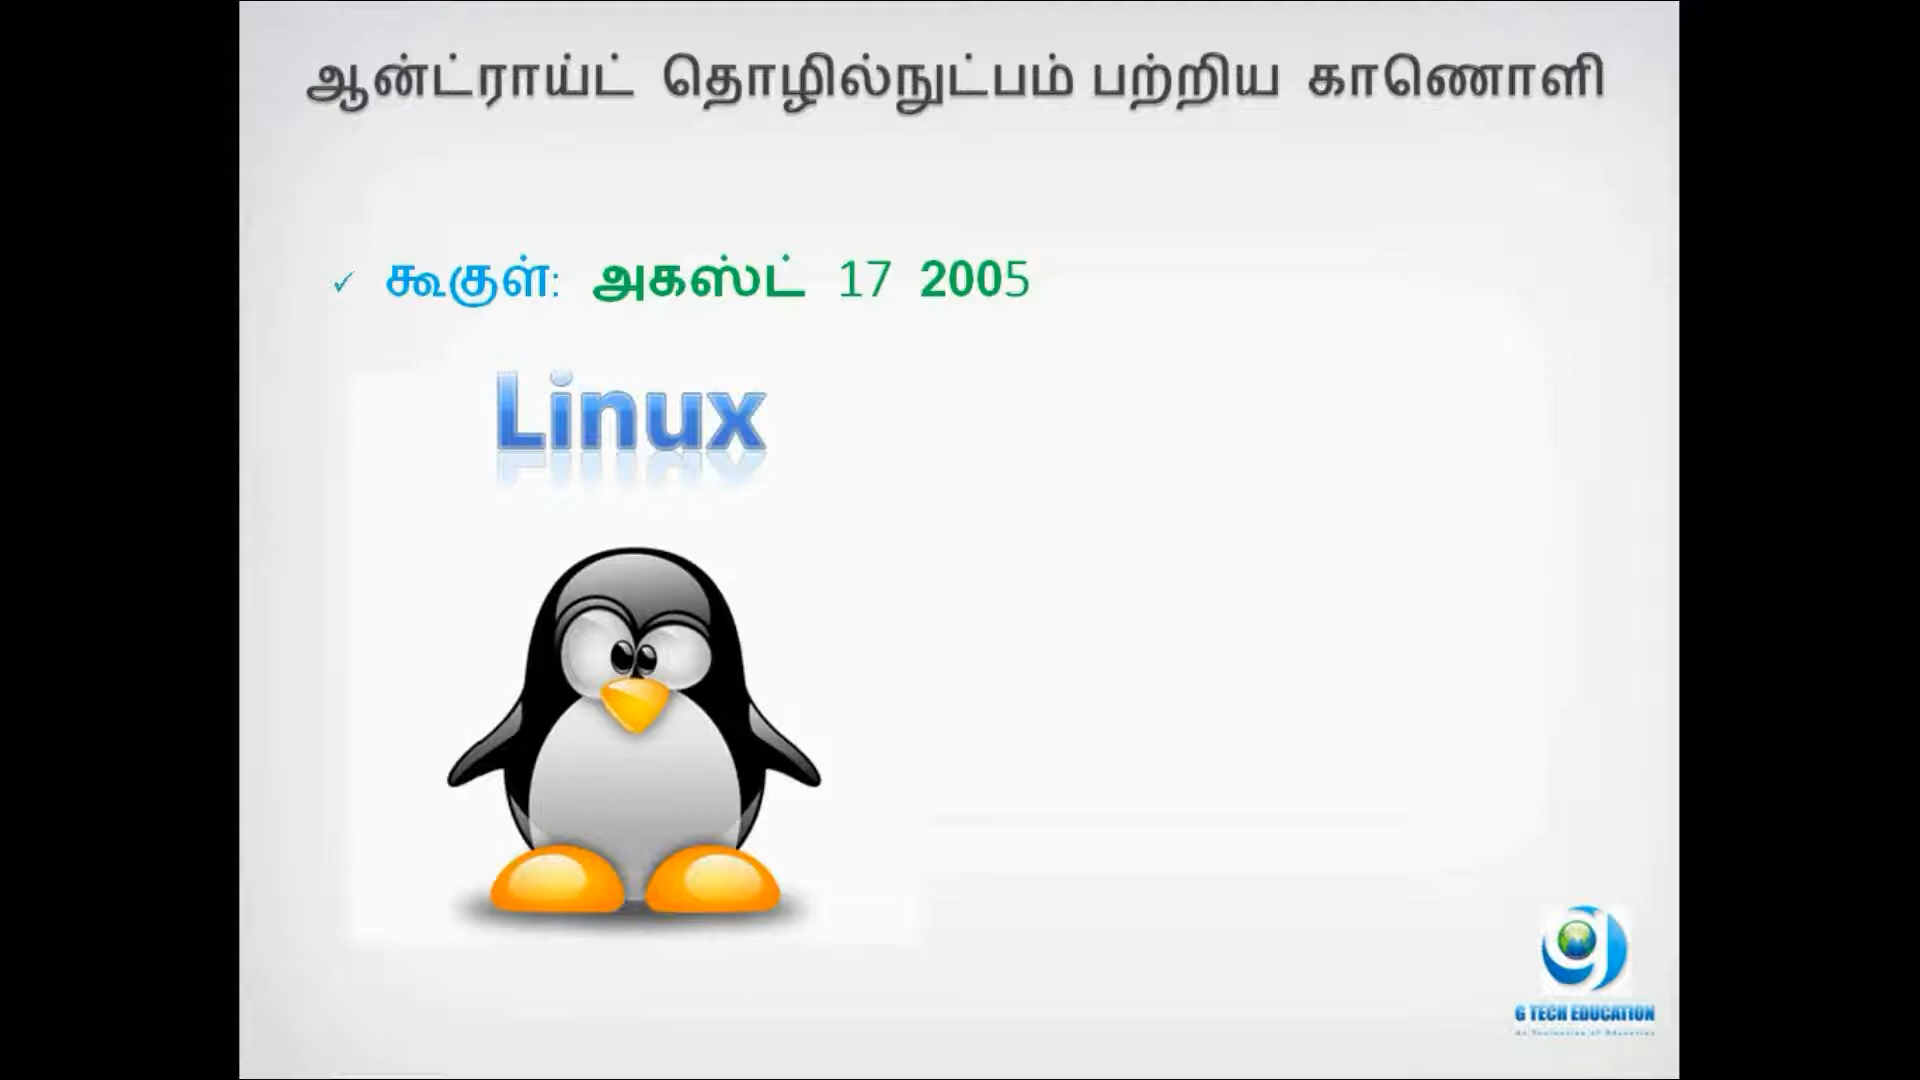 ஆன்ட்ராய்ட் தொழில்நுட்பம் பற்றிய காணொளி
✓ கூகுள்: அகஸ்ட் 17 2005
Linux
G TECH EDUCATION